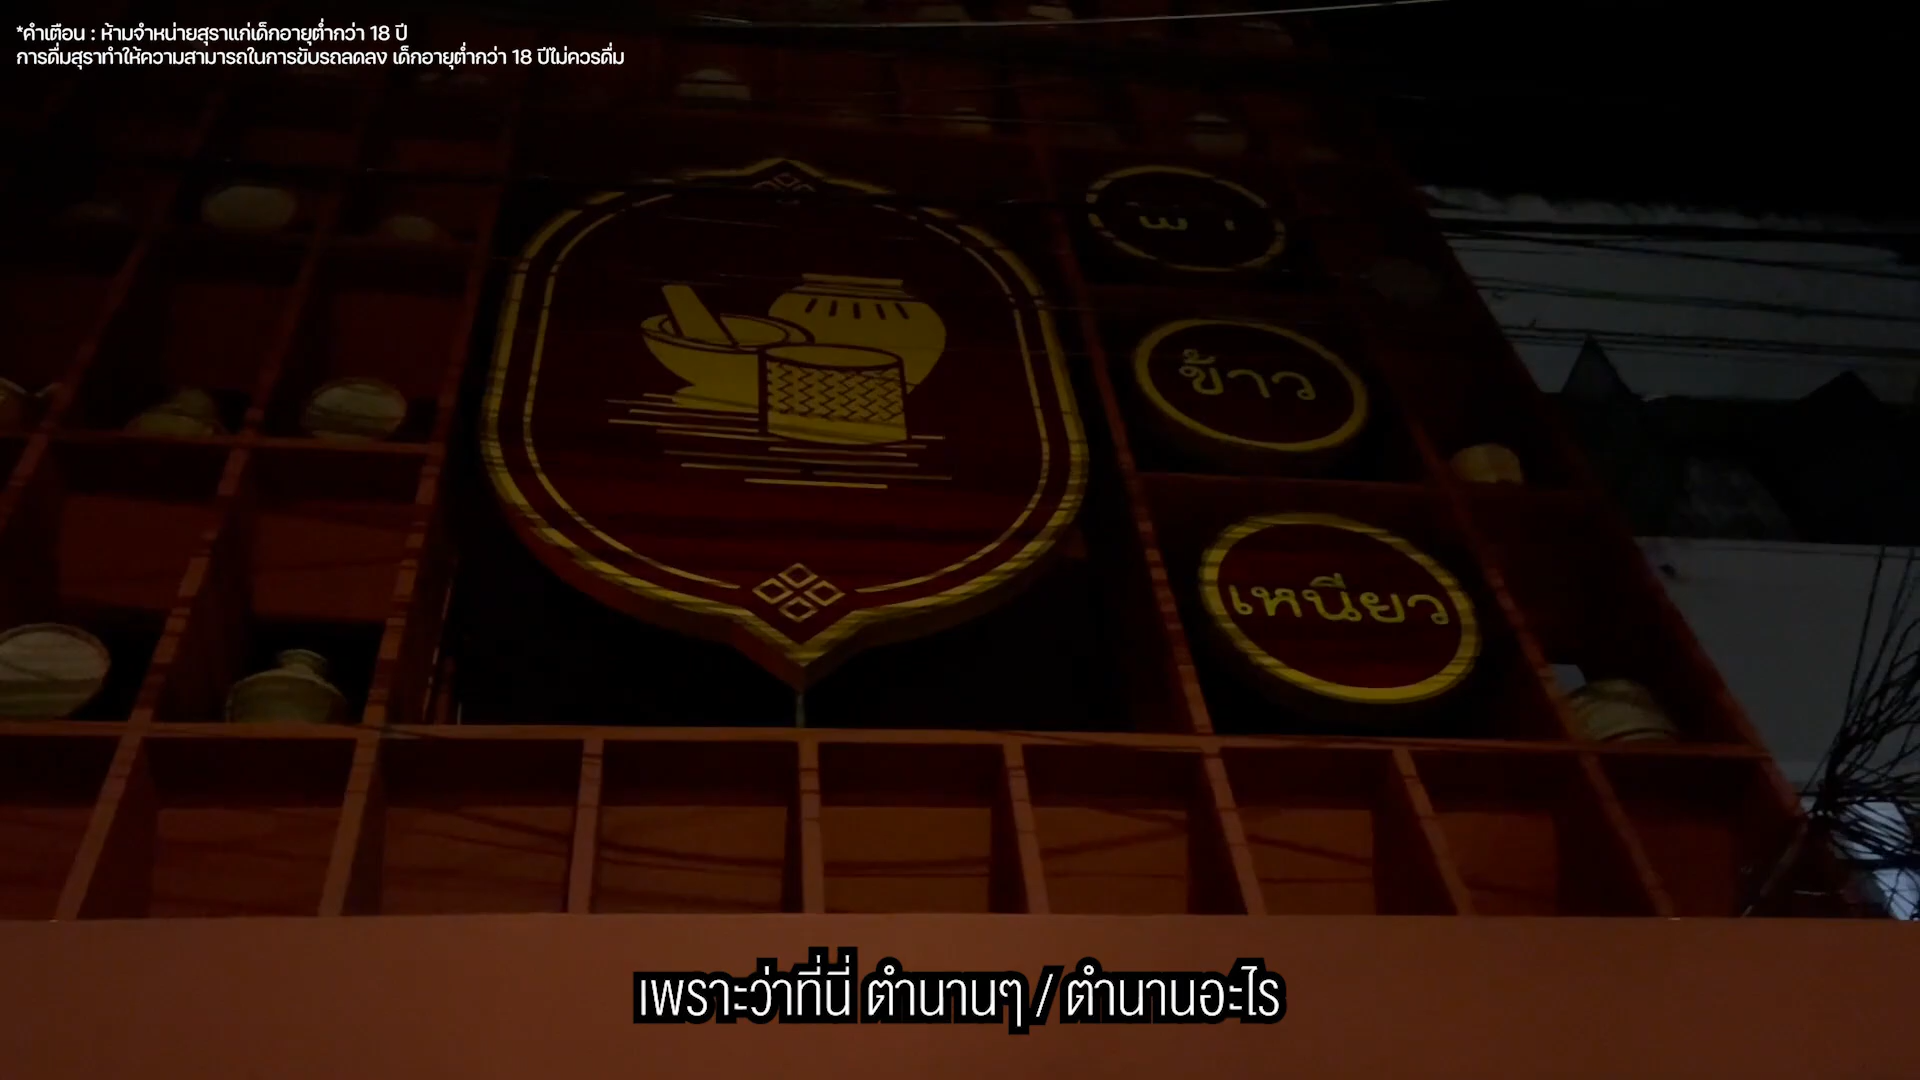 *คำเตือน : ห้ามจำหน่ายสุราแก่เด็กอายุต่ำกว่า 18 ปี
การดื่มสุราทำให้ความสามารถในการขับรถลดลง เด็กอายุต่ำกว่า 18 ปีไม่ควรดื่ม
ข้าว
เหนียว
เพราะว่าที่นี่ ตำนานๆ / ตำนานอะไร